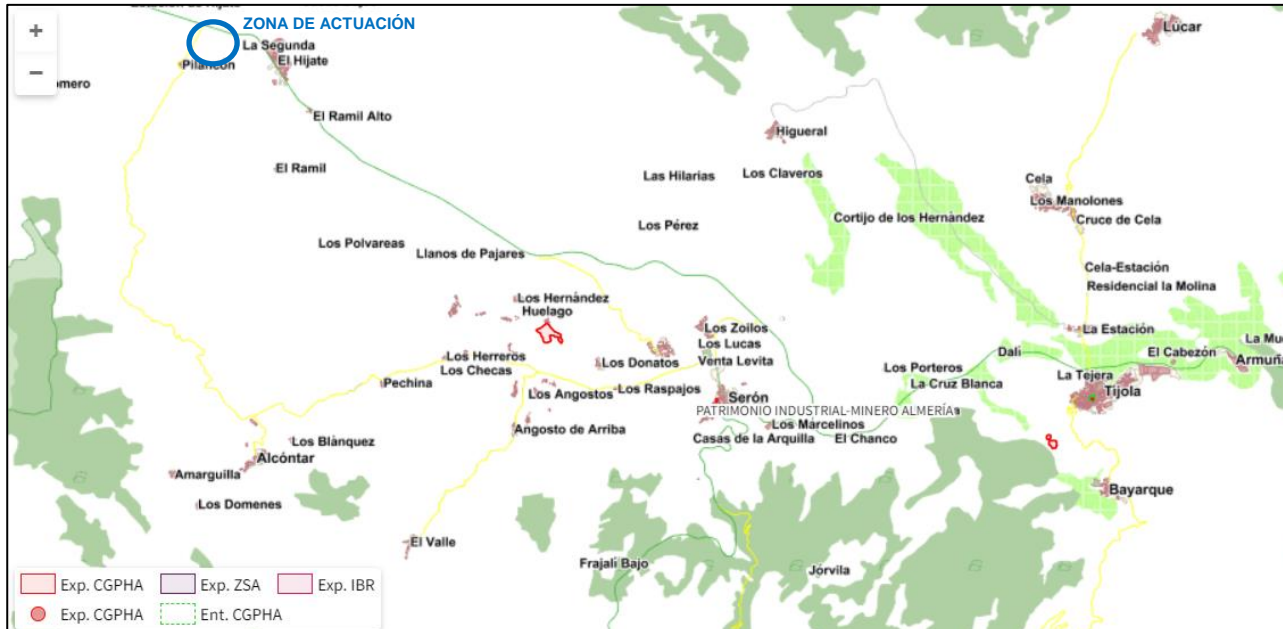 +
−
ZONA DE ACTUACIÓN
La Segunda
El Hijate
Pilancón
omero
El Ramil Alto
El Ramil
Lúcar
Higueral
Las Hilarias
Los Claveros
Cela
Los Manolones
Cruce de Cela
Cortijo de los Hernández
Los Pérez
Los Polvareas
Llanos de Pajares
Cela-Estación
Residencial la Molina
Los Hernández
Huelago
Los Zoilos
Los Lucas
Venta Levita
La Estación
La Mu
El Cabezón
Armuña
Dalí
Los Donatos
Los Herreros
Los Checas
Los Porteros
La Cruz Blanca
La Tejera
Tíjola
Pechina
Los Angostos
Los Raspajos
Serón
PATRIMONIO INDUSTRIAL-MINERO ALMERÍA
Los Marcelinos
Angosto de Arriba
Casas de la Arquilla
El Chanco
Los Blánquez
Alcóntar
Amarguilla
Los Domenes
Bayarque
El Valle
Frajali Bajo
Jórvila
Exp. CGPHA
Exp. ZSA
Exp. IBR
Exp. CGPHA
Ent. CGPHA